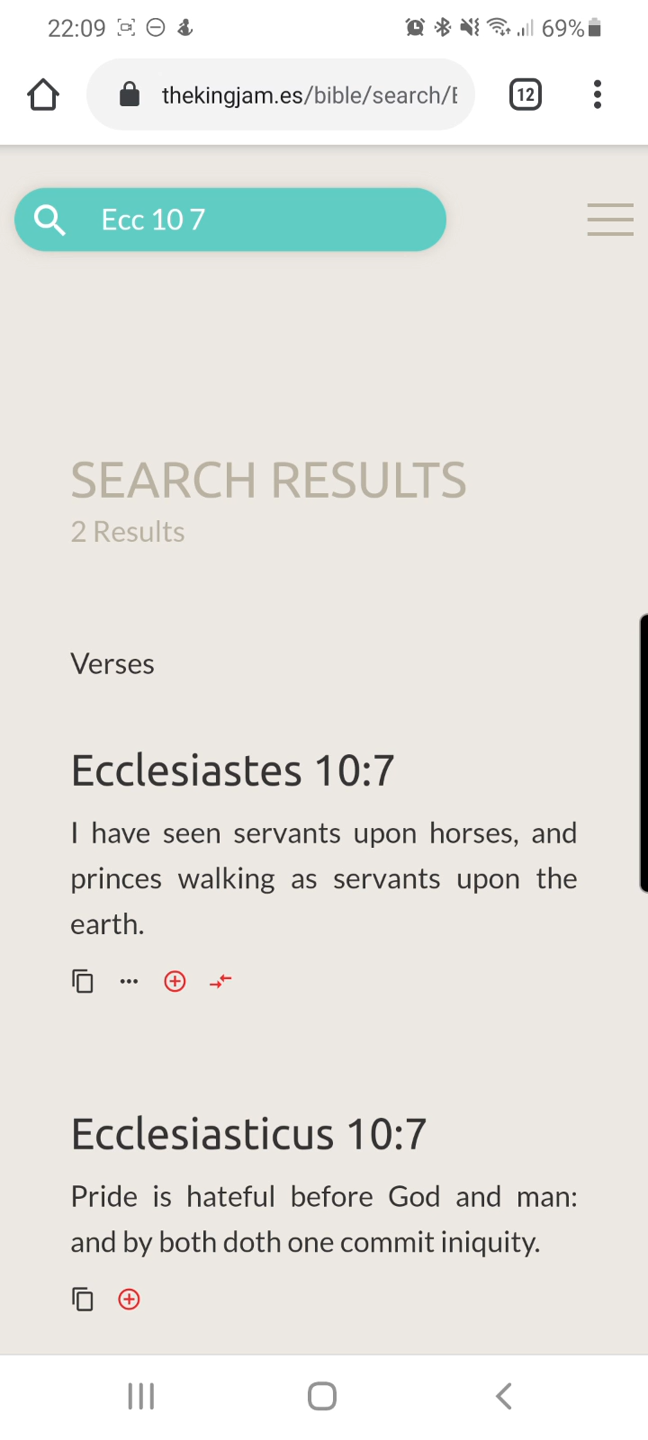 22:09
69%
thekingjam.es/bible/search/E
12
Ecc 10 7
SEARCH RESULTS
2 Results
Verses
Ecclesiastes 10:7
I have seen servants upon horses, and
princes walking as servants upon the
earth.
Ecclesiasticus 10:7
Pride is hateful before God and man:
and by both doth one commit iniquity.